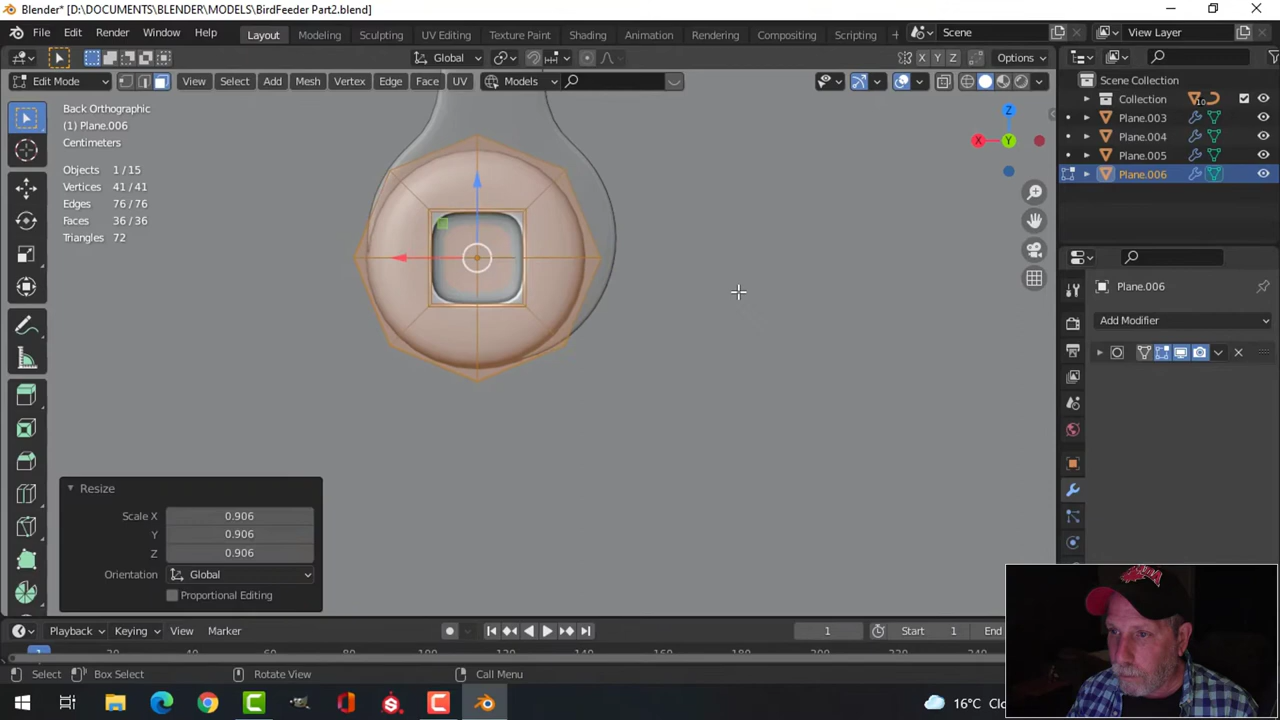 Blender* [D:\DOCUMENTS\BLENDER\MODELS\BirdFeeder Part2.blend]
File Edit Render Window Help Layout Modeling Sculpting UV Editing Texture Paint Shading Animation Rendering Compositing Scripting Scene View Layer
Global X Y Z Options
Edit Mode View Select Add Mesh Vertex Edge Face UV Models
Scene Collection
Collection 10
Plane.003
Plane.004
Plane.005
Plane.006
Back Orthographic
(1) Plane.006
Centimeters
Objects 1/15
Vertices 41/41
Edges 76/76
Faces 36/36
Triangles 72
Z
X Y
Plane.006
Add Modifier
Resize
Scale X 0.906
Y 0.906
Z 0.906
Orientation Global
Proportional Editing
Playback Keying View Marker 1 Start 1 End
1
Select Box Select Rotate View Call Menu
16°C